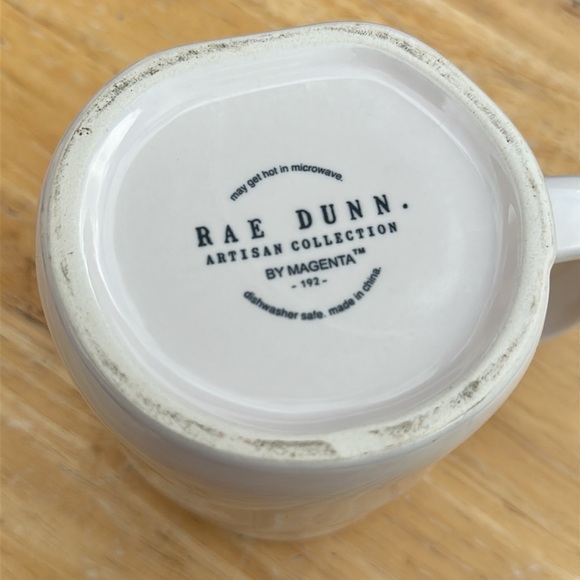 may get hot in microwave.
RAE DUNN.
ARTISAN COLLECTION
BY MAGENTA™
- 192 -
dishwasher safe. made in china.